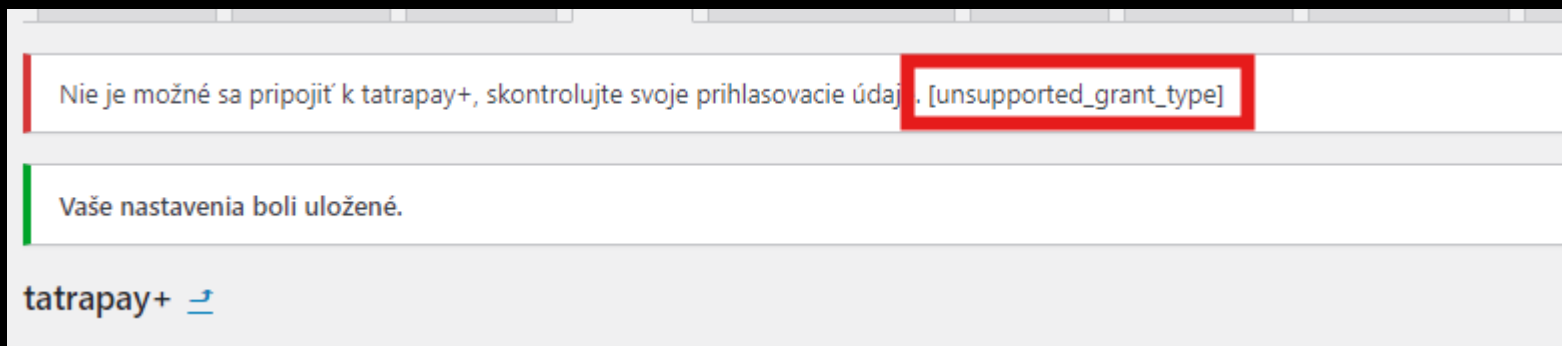 Nie je možné sa pripojiť k tatrapay+, skontrolujte svoje prihlasovacie údaj . [unsupported_grant_type]
Vaše nastavenia boli uložené.
tatrapay+